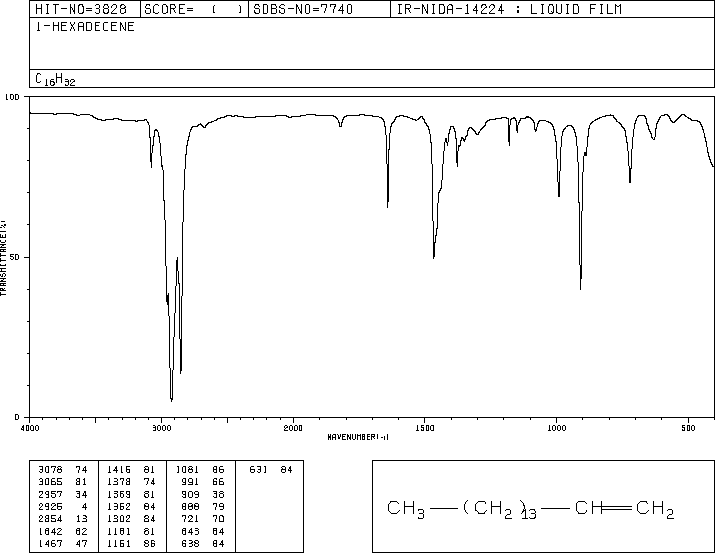 HIT-NO=3828 SCORE= ( ) SDBS-NO=7740 IR-NIDA-14224 : LIQUID FILM
1-HEXADECENE
C16H32
100
50
0
TRANSMITTANCE(%)
4000 3000 2000 1500 1000 500
WAVENUMBER(-1)
3078 74 1416 81 1081 86 631 84
3065 81 1378 74 991 66
2957 34 1369 81 909 38
2925 4 1362 84 888 79
2854 13 1302 84 721 70
1642 62 1181 81 643 84
1467 47 1151 86 638 84
CH3—(CH2)13—CH=CH2